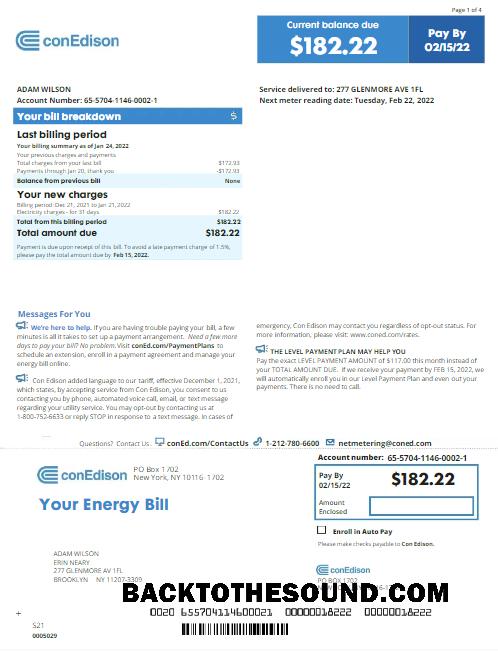 Page 1 of 4
conEdison
Current balance due
$182.22
Pay By
02/15/22
ADAM WILSON
Account Number: 65-5704-1146-0002-1
Service delivered to: 277 GLENMORE AVE 1FL
Next meter reading date: Tuesday, Feb 22, 2022
Your bill breakdown $
Last billing period
Your billing summary as of Jan 24, 2022
Your previous charges and payments
Total charges from your last bill $172.93
Payments through Jan 20, thank you -$172.93
Balance from previous bill None
Your new charges
Billing period: Dec 21, 2021 to Jan 21, 2022
Electricity charges - for 31 days $182.22
Total from this billing period $182.22
Total amount due $182.22
Payment is due upon receipt of this bill. To avoid a late payment charge of 1.5%,
please pay the total amount due by Feb 15, 2022.
Messages For You
We're here to help. If you are having trouble paying your bill, a few
minutes is all it takes to set up a payment arrangement. Need a few more
days to pay your bill? No problem. Visit conEd.com/PaymentPlans to
schedule an extension, enroll in a payment agreement and manage your
energy bill online.
Con Edison added language to our tariff, effective December 1, 2021,
which states, by accepting service from Con Edison, you consent to us
contacting you by phone, automated voice call, email, or text message
regarding your utility service. You may opt-out by contacting us at
1-800-752-6633 or reply STOP in response to a text message. In cases of
emergency, Con Edison may contact you regardless of opt-out status. For
more information, please visit: www.coned.com/rates.
THE LEVEL PAYMENT PLAN MAY HELP YOU
Pay the exact LEVEL PAYMENT AMOUNT of $117.00 this month instead of
your TOTAL AMOUNT DUE. If we receive your payment by FEB 15, 2022, we
will automatically enroll you in our Level Payment Plan and even out your
payments. There is no need to call.
Questions? Contact Us. conEd.com/ContactUs 1-212-780-6600 netmetering@coned.com
conEdison
PO Box 1702
New York, NY 10116-1702
Your Energy Bill
Account number: 65-5704-1146-0002-1
Pay By
02/15/22
$182.22
Amount
Enclosed
Enroll in Auto Pay
Please make checks payable to Con Edison.
ADAM WILSON
ERIN NEARY
277 GLENMORE AV 1FL
BROOKLYN NY 11207-3309
conEdison
PO BOX 1702
BACKTOTHESOUND.COM
0020 655704114600021 00000018222 00000018222
S21
0005029